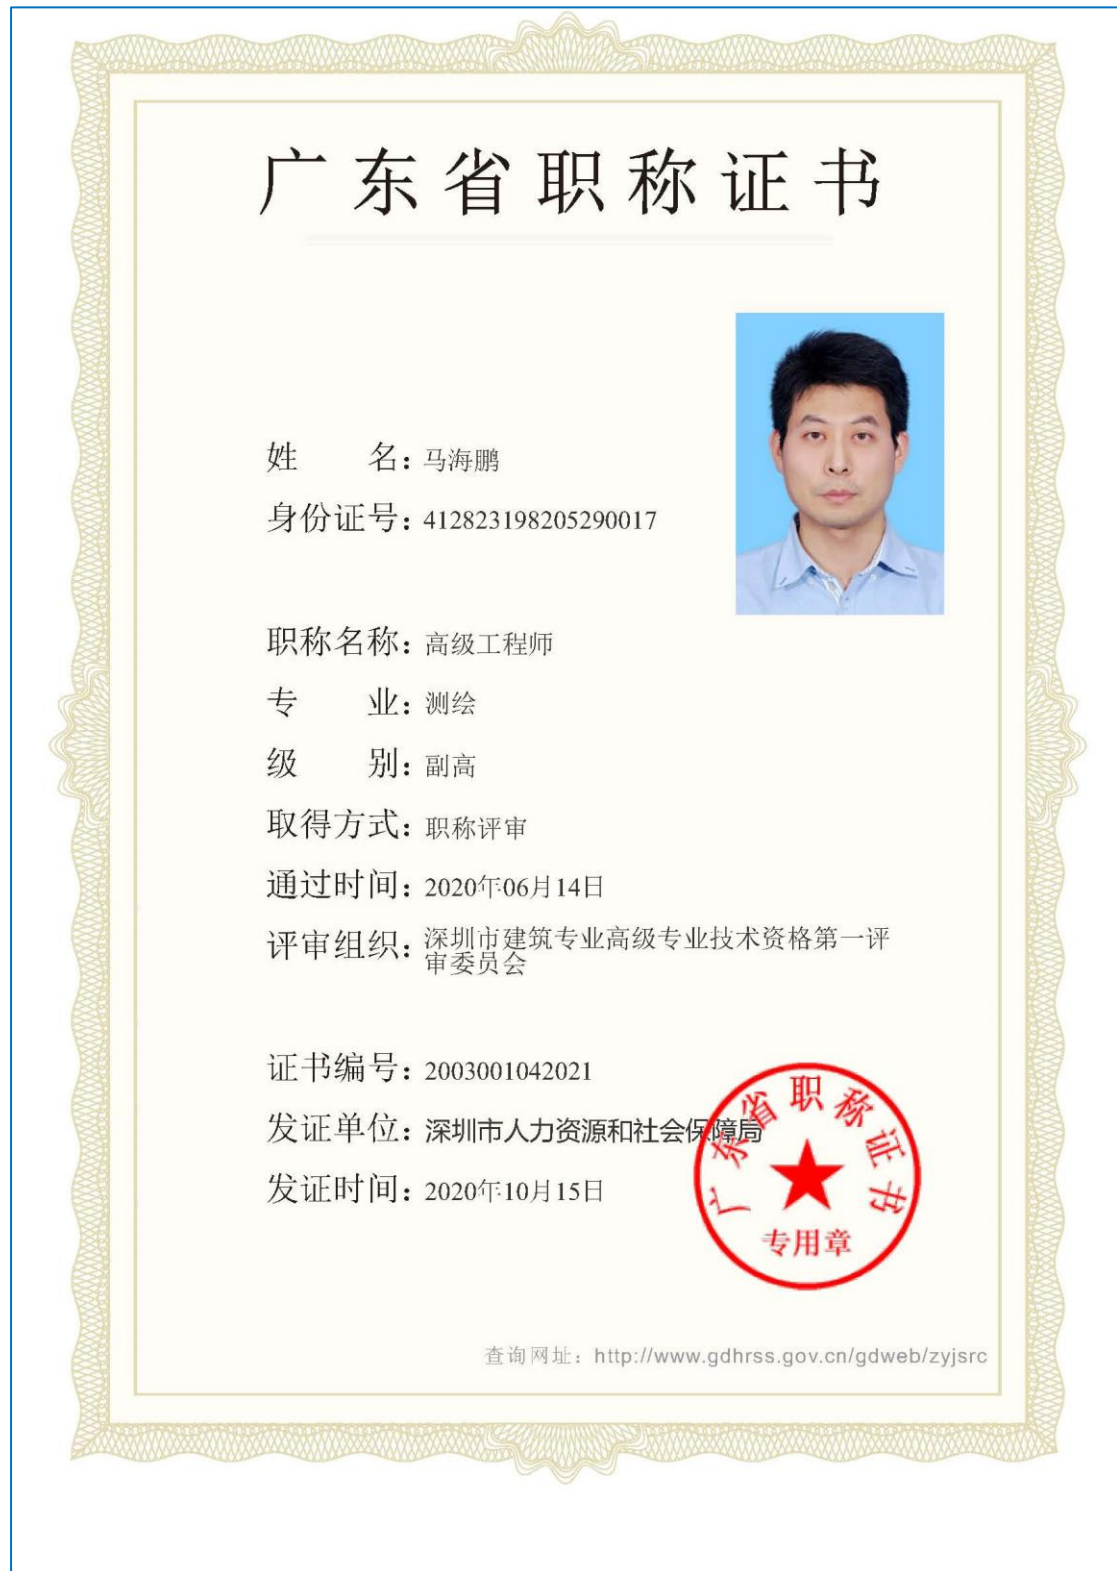 广东省职称证书
姓 名：马海鹏
身份证号：412823198205290017
职称名称：高级工程师
专 业：测绘
级 别：副高
取得方式：职称评审
通过时间：2020年06月14日
评审组织：深圳市建筑专业高级专业技术资格第一评
审委员会
证书编号：2003001042021
发证单位：深圳市人力资源和社会保障局
发证时间：2020年10月15日
广东省职称证书
专用章
查询网址：http://www.gdhrss.gov.cn/gdweb/zyjsrc